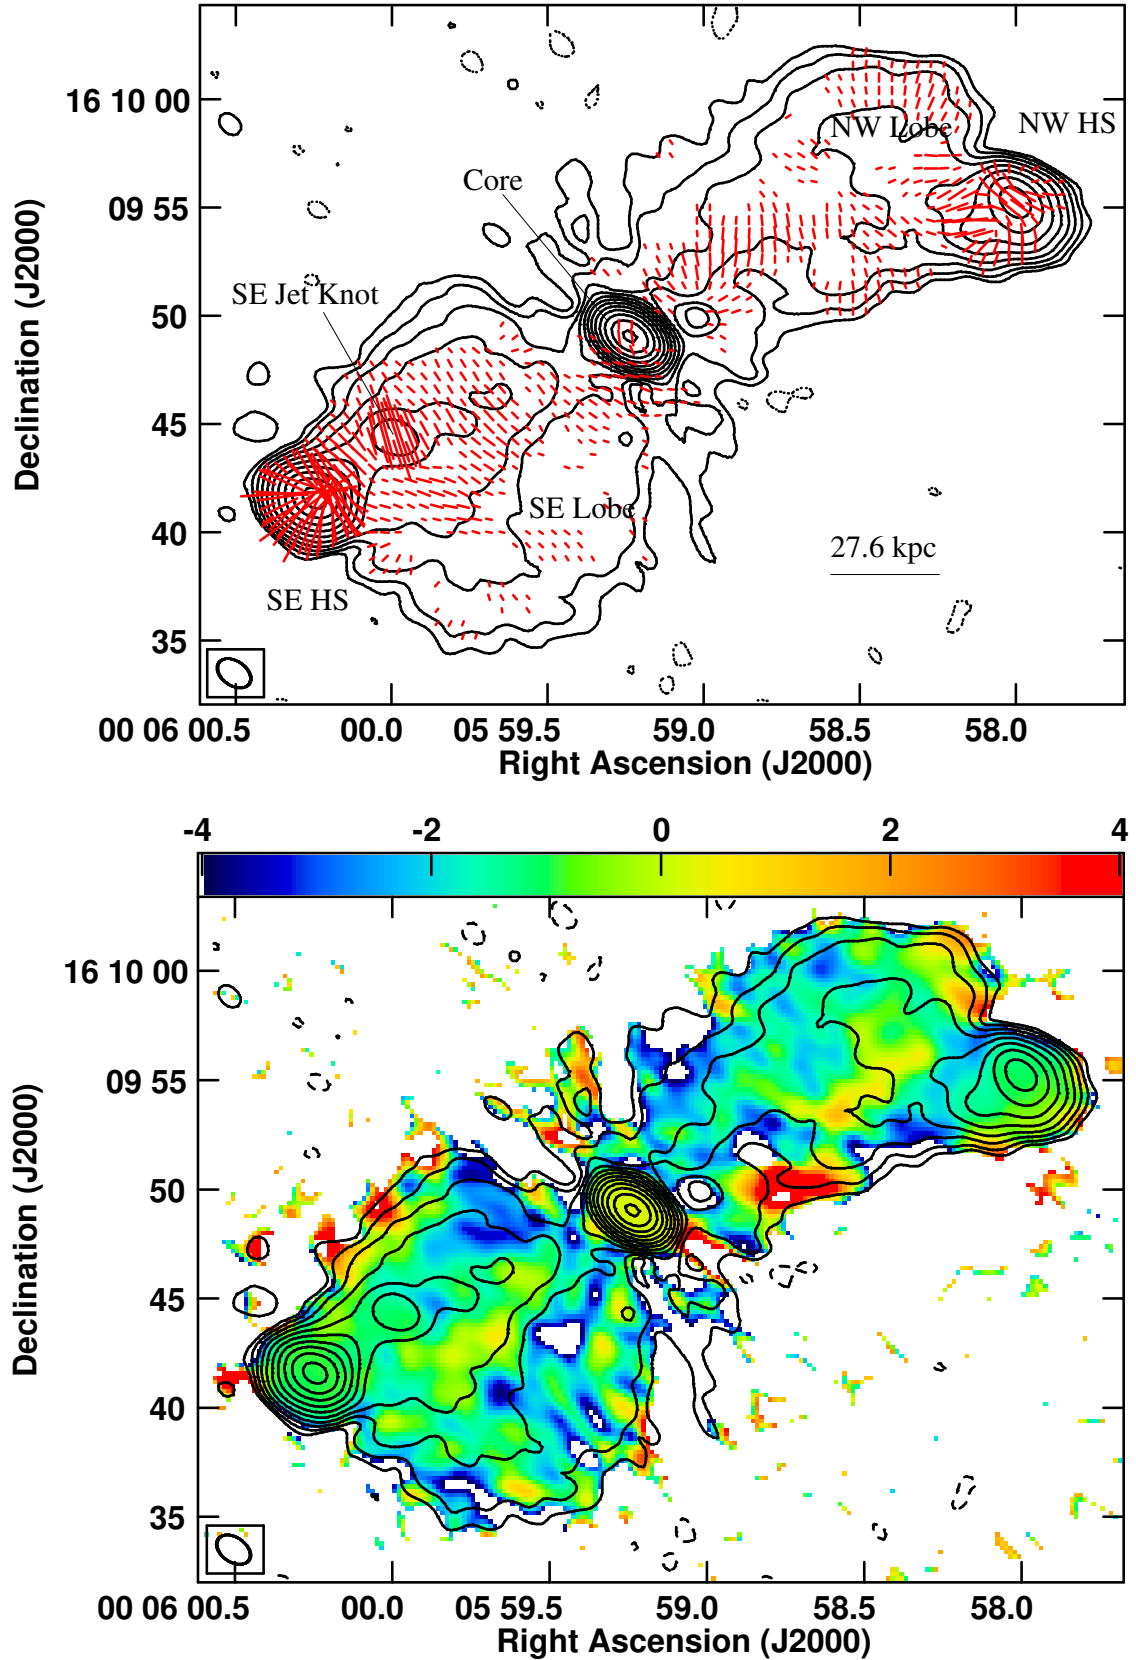 16 10 00
NW Lobe
NW HS
Core
09 55
SE Jet Knot
50
45
SE Lobe
40
27.6 kpc
SE HS
35
Declination (J2000)
00 06 00.5 00.0 05 59.5 59.0 58.5 58.0
Right Ascension (J2000)
-4 -2 0 2 4
16 10 00
09 55
50
45
40
35
Declination (J2000)
00 06 00.5 00.0 05 59.5 59.0 58.5 58.0
Right Ascension (J2000)